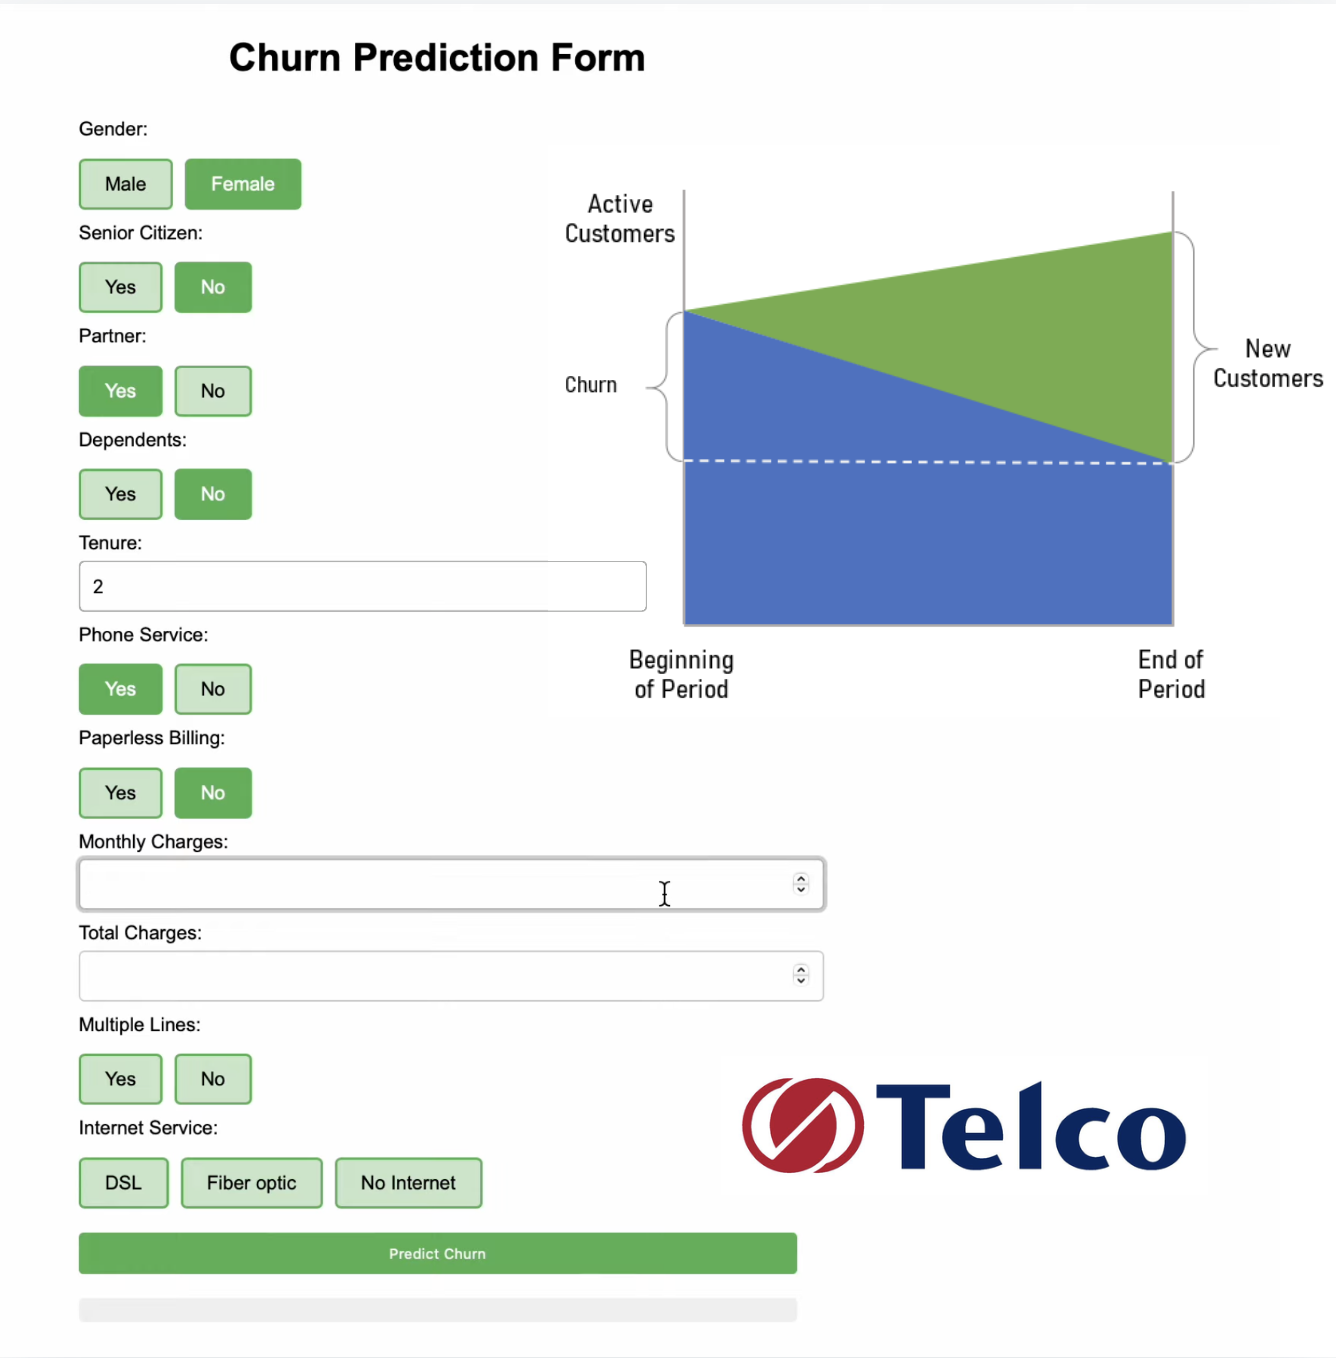 Churn Prediction Form
Gender:
Male Female
Senior Citizen:
Yes No
Partner:
Yes No
Dependents:
Yes No
Tenure:
2
Phone Service:
Yes No
Paperless Billing:
Yes No
Monthly Charges:
Total Charges:
Multiple Lines:
Yes No
Internet Service:
DSL Fiber optic No Internet
Predict Churn
Active
Customers
Churn
New
Customers
Beginning
of Period
End of
Period
Telco